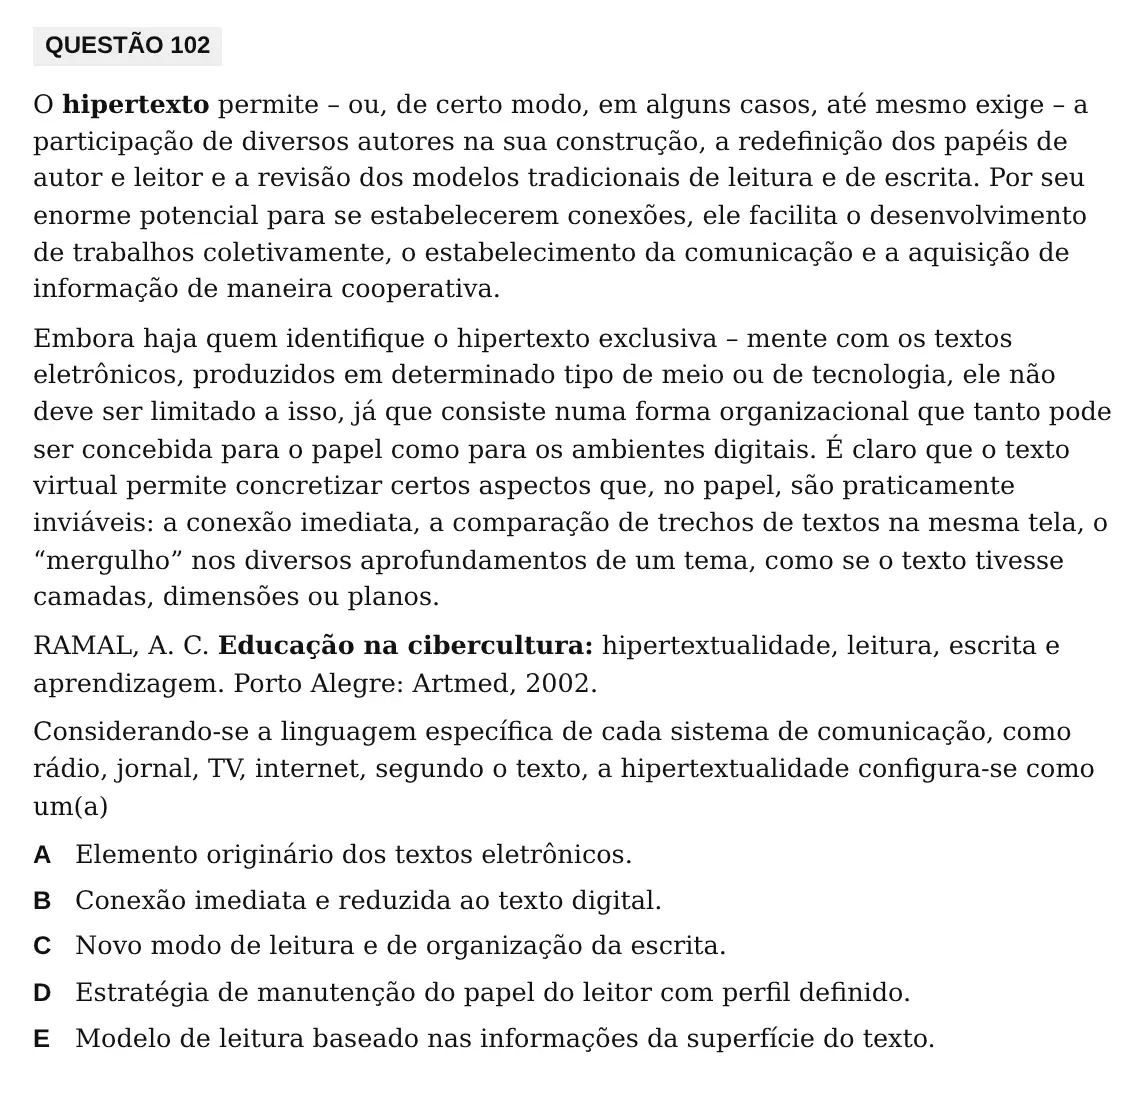 QUESTÃO 102
O hipertexto permite – ou, de certo modo, em alguns casos, até mesmo exige – a
participação de diversos autores na sua construção, a redefinição dos papéis de
autor e leitor e a revisão dos modelos tradicionais de leitura e de escrita. Por seu
enorme potencial para se estabelecerem conexões, ele facilita o desenvolvimento
de trabalhos coletivamente, o estabelecimento da comunicação e a aquisição de
informação de maneira cooperativa.
Embora haja quem identifique o hipertexto exclusiva – mente com os textos
eletrônicos, produzidos em determinado tipo de meio ou de tecnologia, ele não
deve ser limitado a isso, já que consiste numa forma organizacional que tanto pode
ser concebida para o papel como para os ambientes digitais. É claro que o texto
virtual permite concretizar certos aspectos que, no papel, são praticamente
inviáveis: a conexão imediata, a comparação de trechos de textos na mesma tela, o
“mergulho” nos diversos aprofundamentos de um tema, como se o texto tivesse
camadas, dimensões ou planos.
RAMAL, A. C. Educação na cibercultura: hipertextualidade, leitura, escrita e
aprendizagem. Porto Alegre: Artmed, 2002.
Considerando-se a linguagem específica de cada sistema de comunicação, como
rádio, jornal, TV, internet, segundo o texto, a hipertextualidade configura-se como
um(a)
A Elemento originário dos textos eletrônicos.
B Conexão imediata e reduzida ao texto digital.
C Novo modo de leitura e de organização da escrita.
D Estratégia de manutenção do papel do leitor com perfil definido.
E Modelo de leitura baseado nas informações da superfície do texto.